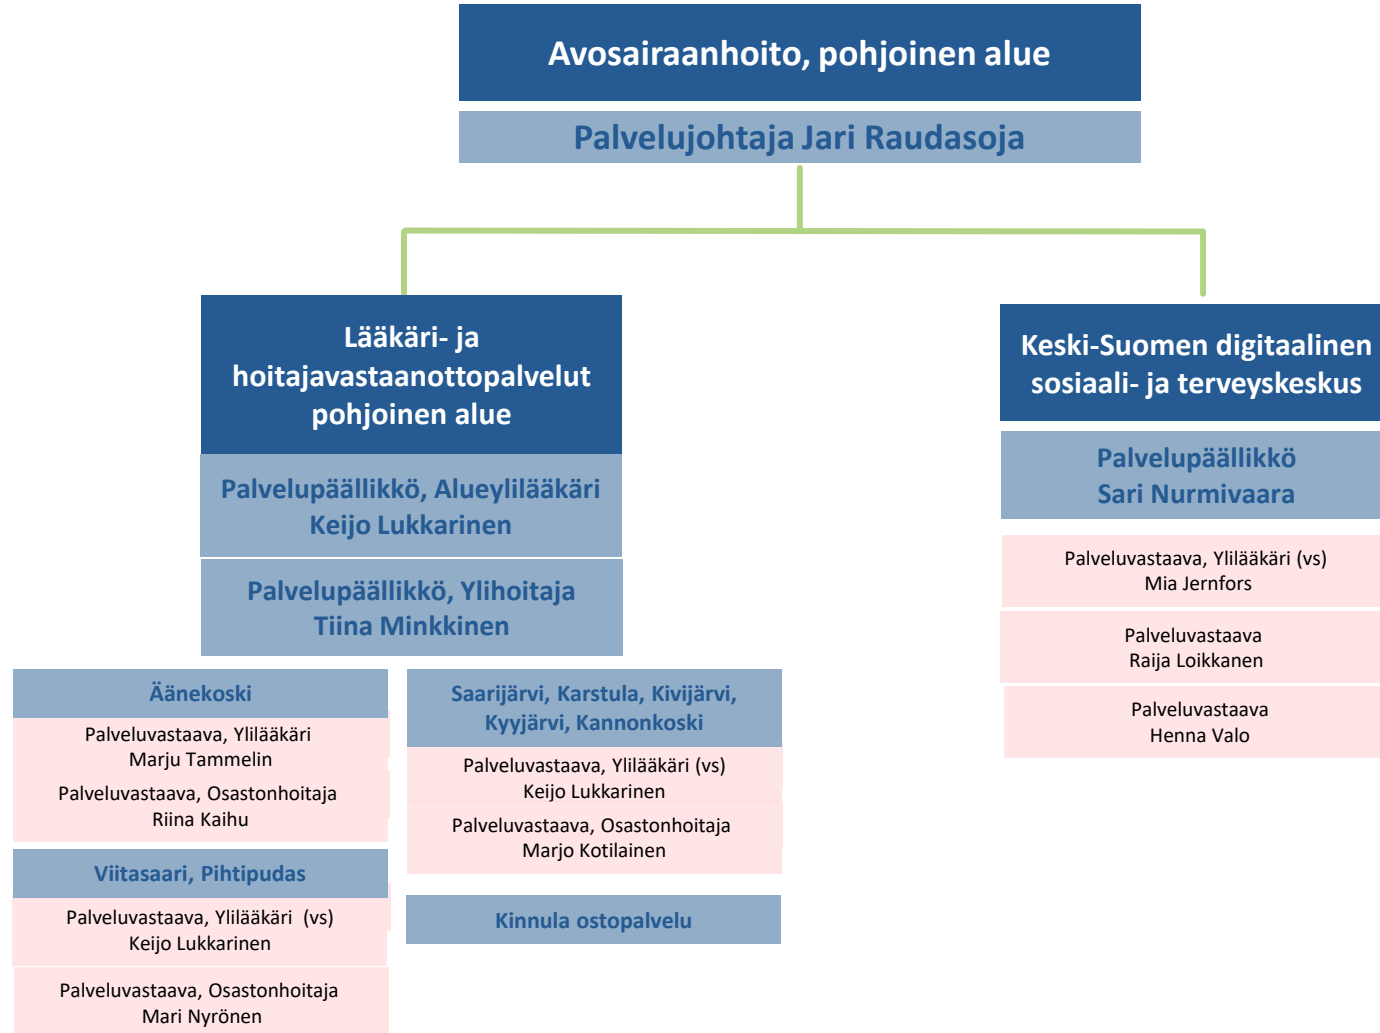 Avosairaanhoito, pohjoinen alue
Palvelujohtaja Jari Raudasoja
Lääkäri- ja
hoitajavastaanottopalvelut
pohjoinen alue
Palvelupäällikkö, Alueylilääkäri
Keijo Lukkarinen
Palvelupäällikkö, Ylihoitaja
Tiina Minkkinen
Äänekoski
Palveluvastaava, Ylilääkäri
Marju Tammelin
Palveluvastaava, Osastonhoitaja
Riina Kaihu
Viitasaari, Pihtipudas
Palveluvastaava, Ylilääkäri (vs)
Keijo Lukkarinen
Palveluvastaava, Osastonhoitaja
Mari Nyrönen
Saarijärvi, Karstula, Kivijärvi,
Kyyjärvi, Kannonkoski
Palveluvastaava, Ylilääkäri (vs)
Keijo Lukkarinen
Palveluvastaava, Osastonhoitaja
Marjo Kotilainen
Kinnula ostopalvelu
Keski-Suomen digitaalinen
sosiaali- ja terveyskeskus
Palvelupäällikkö
Sari Nurmivaara
Palveluvastaava, Ylilääkäri (vs)
Mia Jernfors
Palveluvastaava
Raija Loikkanen
Palveluvastaava
Henna Valo